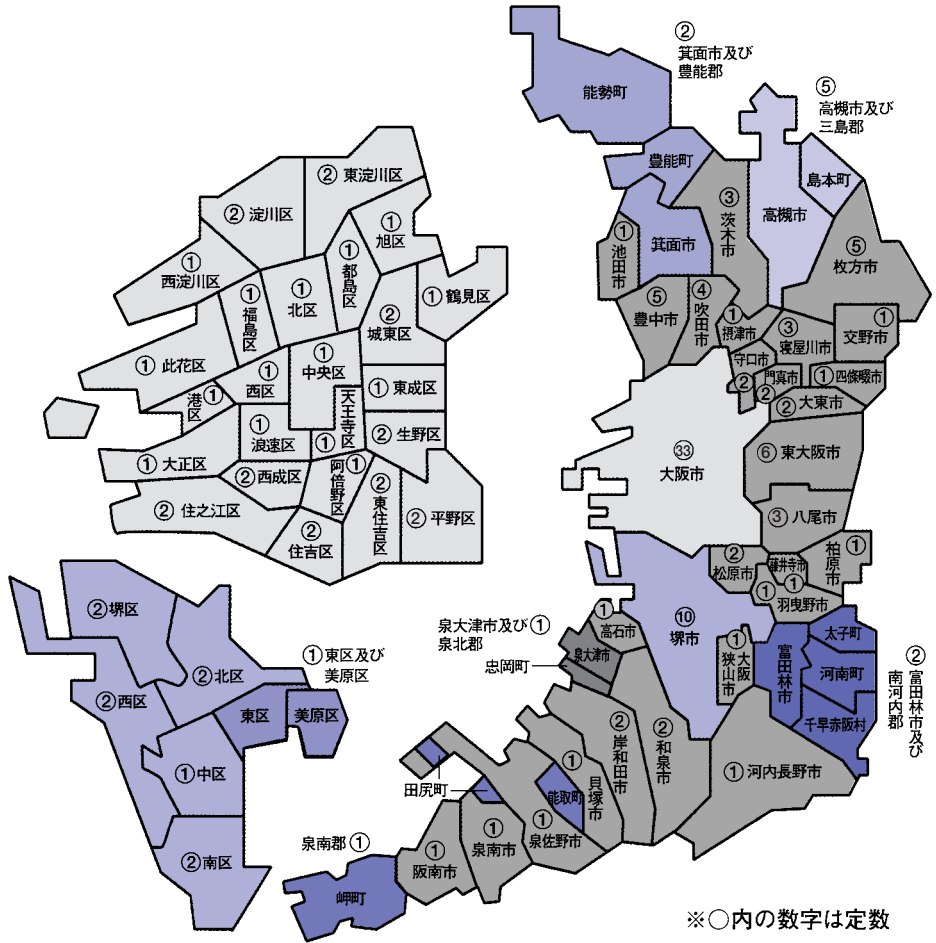 ② 東淀川区
② 淀川区
① 旭区
① 西淀川区
① 都島区
① 北区
① 福島区
① 鶴見区
② 城東区
① 此花区
① 中央区
① 西区
① 東成区
① 港区
① 天王寺区
① 浪速区
② 生野区
① 大正区
② 西成区
① 阿倍野区
② 東住吉区
② 平野区
② 住之江区
② 住吉区
②
箕面市及び
豊能郡
能勢町
⑤
高槻市及び
三島郡
豊能町
島本町
③ 茨木市
高槻市
① 池田市
箕面市
⑤
枚方市
⑤
豊中市
④ 吹田市
①
摂津市
③
寝屋川市
①
交野市
守口市
②
門真市
②
① 四條畷市
② 大東市
㉝
大阪市
⑥ 東大阪市
③ 八尾市
②
松原市
藤井寺市
①
① 柏原市
①
羽曳野市
⑩
堺市
①
高石市
泉大津市及び ①
泉北郡
泉大津市
忠岡町
① 大阪狭山市
富田林市
太子町
河南町
千早赤阪村
②
富田林市及び
南河内郡
① 河内長野市
② 和泉市
② 岸和田市
① 貝塚市
能取町
①
泉佐野市
田尻町
①
泉南市
①
阪南市
泉南郡 ①
岬町
② 堺区
② 北区
① 東区及び
美原区
② 西区
東区
美原区
① 中区
② 南区
※○内の数字は定数